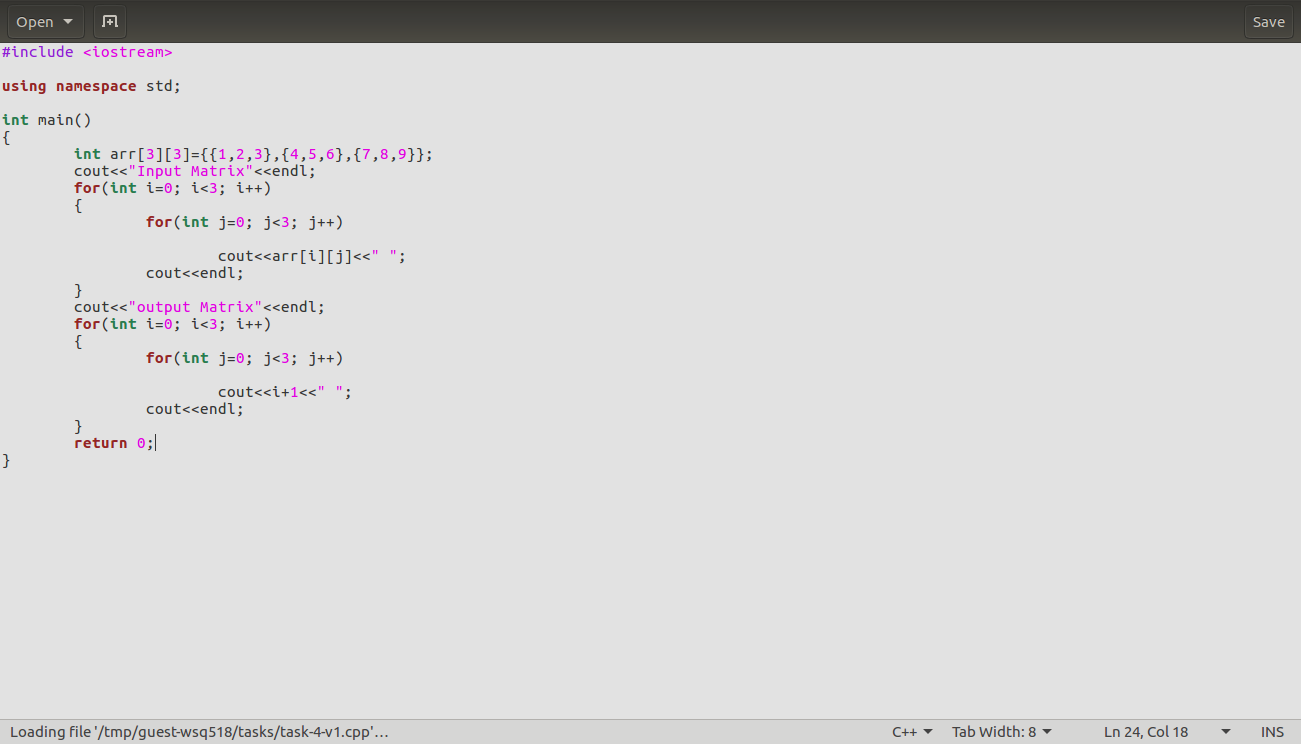 Open
Save
#include <iostream>
using namespace std;
int main()
{
        int arr[3][3]={{1,2,3},{4,5,6},{7,8,9}};
        cout<<"Input Matrix"<<endl;
        for(int i=0; i<3; i++)
        {
                for(int j=0; j<3; j++)
                        cout<<arr[i][j]<<" ";
                cout<<endl;
        }
        cout<<"output Matrix"<<endl;
        for(int i=0; i<3; i++)
        {
                for(int j=0; j<3; j++)
                        cout<<i+1<<" ";
                cout<<endl;
        }
        return 0;
}
Loading file '/tmp/guest-wsq518/tasks/task-4-v1.cpp'…
C++
Tab Width: 8
Ln 24, Col 18
INS